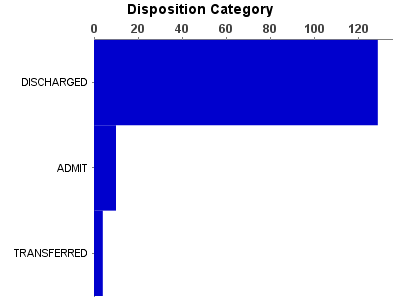 Disposition Category
0 20 40 60 80 100 120
DISCHARGED
ADMIT
TRANSFERRED